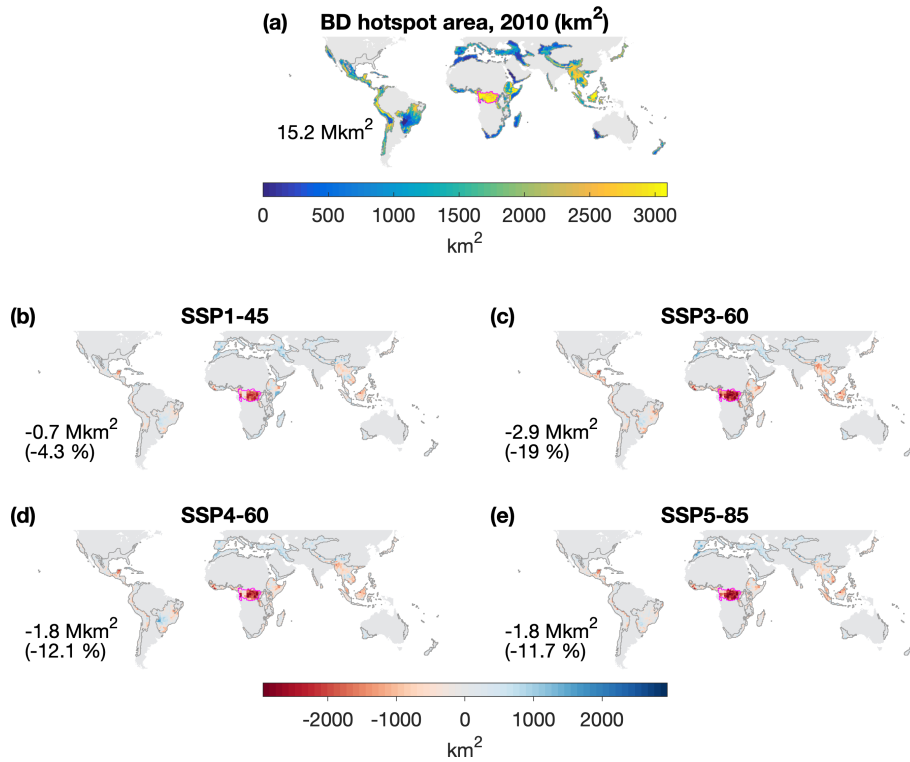 (a) BD hotspot area, 2010 (km²)
15.2 Mkm²
0 500 1000 1500 2000 2500 3000
km²
(b) SSP1-45
-0.7 Mkm²
(-4.3 %)
(c) SSP3-60
-2.9 Mkm²
(-19 %)
(d) SSP4-60
-1.8 Mkm²
(-12.1 %)
(e) SSP5-85
-1.8 Mkm²
(-11.7 %)
-2000 -1000 0 1000 2000
km²